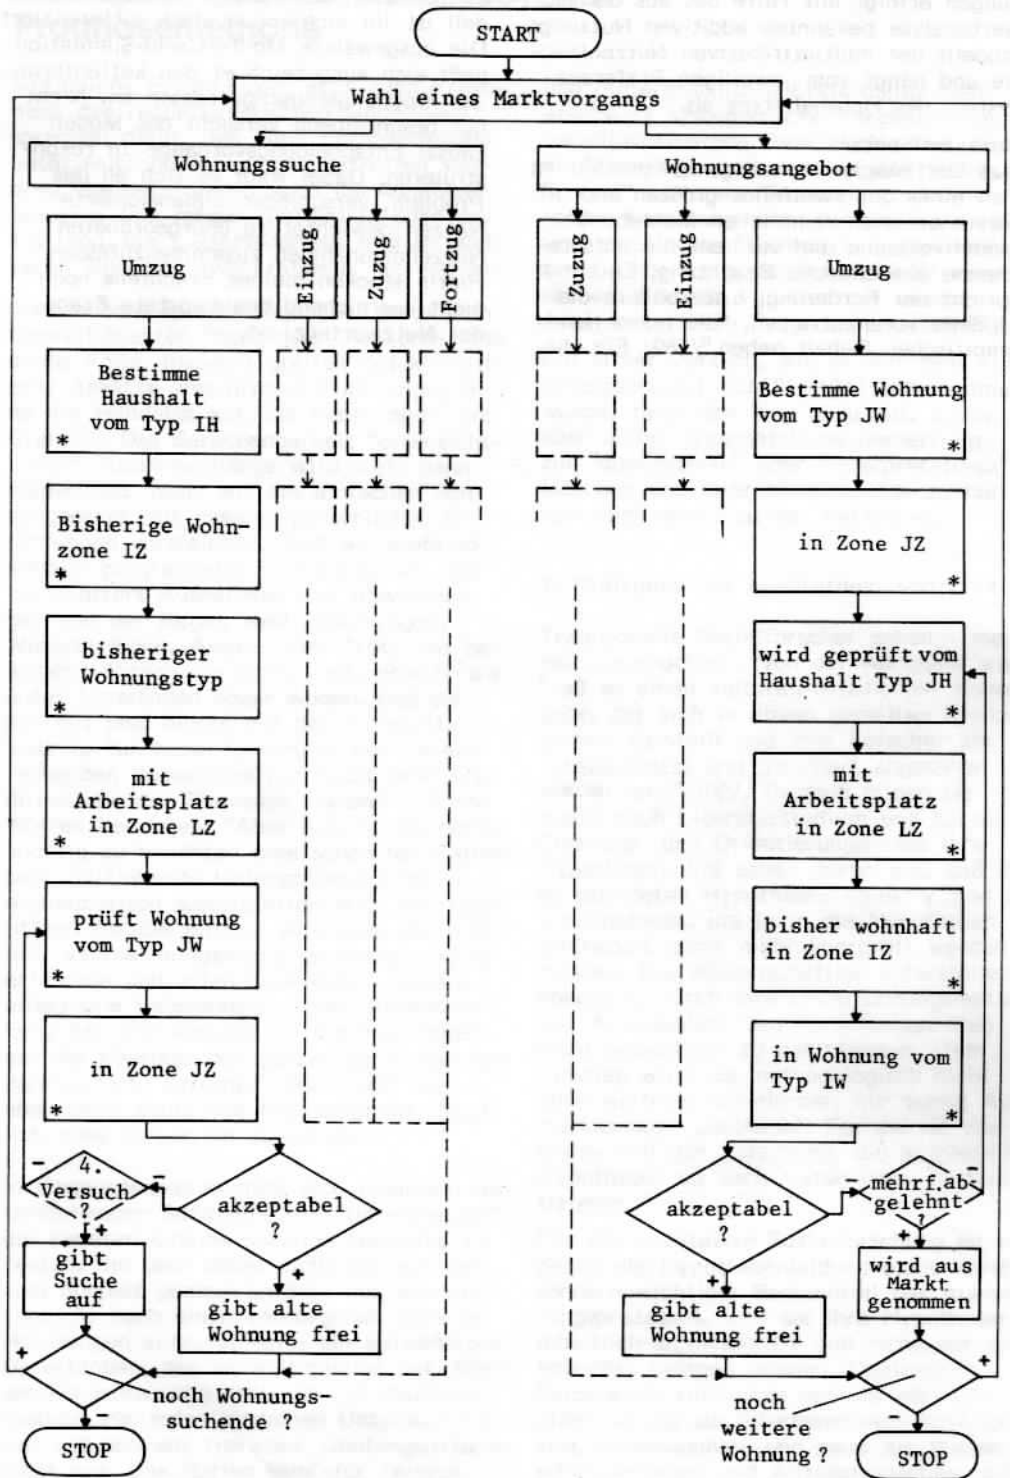 START
Wahl eines Marktvorgangs
Wohnungssuche
Umzug
Einzug
Zuzug
Fortzug
Bestimme
Haushalt
vom Typ IH
*
Bisherige Wohn-
zone IZ
*
bisheriger
Wohnungstyp
*
mit
Arbeitsplatz
in Zone LZ
*
prüft Wohnung
vom Typ JW
*
in Zone JZ
*
akzeptabel
?
-
+
4.
Versuch
?
-
+
gibt
Suche
auf
gibt alte
Wohnung frei
+
noch Wohnungs-
suchende ?
-
STOP
Wohnungsangebot
Zuzug
Einzug
Umzug
Bestimme Wohnung
vom Typ JW
*
in Zone JZ
*
wird geprüft vom
Haushalt Typ JH
*
mit
Arbeitsplatz
in Zone LZ
*
bisher wohnhaft
in Zone IZ
*
in Wohnung vom
Typ IW
*
akzeptabel
?
-
+
mehrf.ab-
gelehnt
?
-
+
gibt alte
Wohnung frei
wird aus
Markt
genommen
+
noch
weitere
Wohnung ?
-
STOP